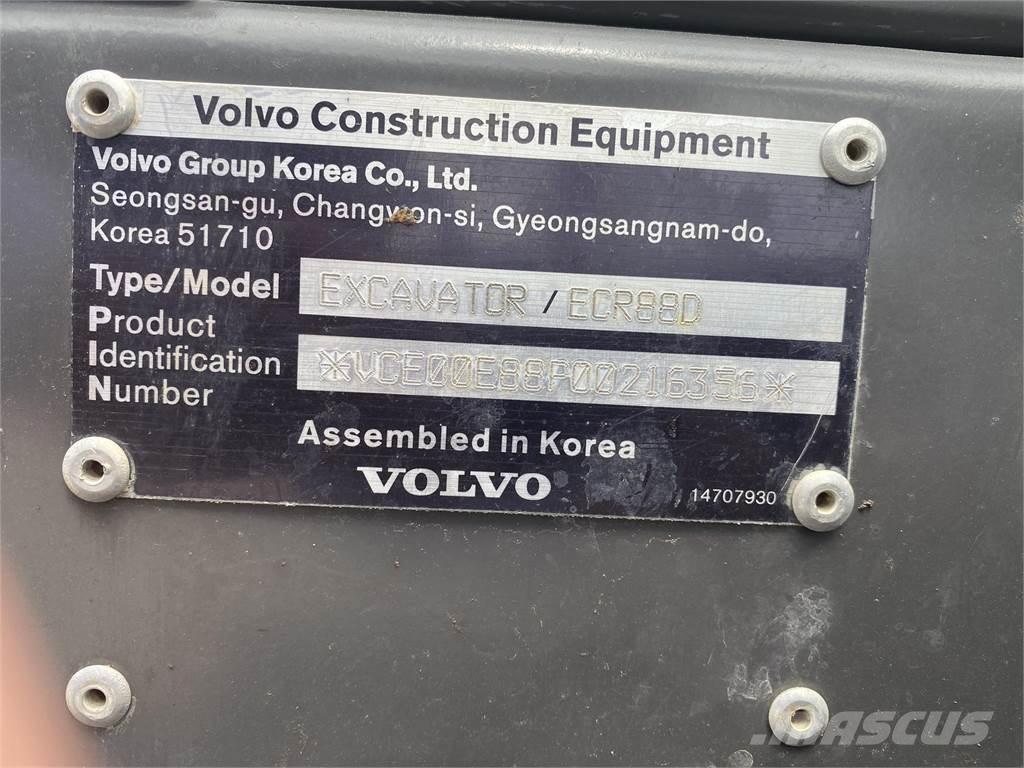 Volvo Construction Equipment
Volvo Group Korea Co., Ltd.
Seongsan-gu, Changwon-si, Gyeongsangnam-do,
Korea 51710
Type/Model EXCAVATOR / ECR88D
Product
Identification *VCE00E88P00216356*
Number
Assembled in Korea
VOLVO
14707930
MASCUS